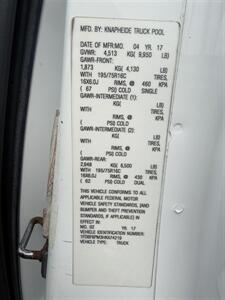 MFD. BY: KNAPHEIDE TRUCK POOL
DATE OF MFR: MO. 04 YR. 17
GVWR: 4,513 KG( 9,950 LB)
GAWR-FRONT:
1,873 KG( 4,130 LB)
WITH 195/75R16C TIRES,
16X6.0J RIMS, @ 460 KPA
( 67 PSI) COLD SINGLE
GAWR-INTERMEDIATE (1):
KG( LB)
WITH TIRES,
RIMS, @ KPA
( PSI) COLD
GAWR-INTERMEDIATE (2):
KG( LB)
WITH TIRES,
RIMS, @ KPA
( PSI) COLD
GAWR-REAR:
2,948 KG( 6,500 LB)
WITH 195/75R16C TIRES,
16X6.0J RIMS, @ 430 KPA
( 62 PSI) COLD DUAL
THIS VEHICLE CONFORMS TO ALL
APPLICABLE FEDERAL MOTOR
VEHICLE SAFETY STANDARDS, [AND
BUMPER AND THEFT PREVENTION
STANDARDS, IF APPLICABLE] IN
EFFECT IN
MO. 02 YR. 17
VEHICLE IDENTIFICATION NUMBER:
VEHICLE TYPE: TRUCK